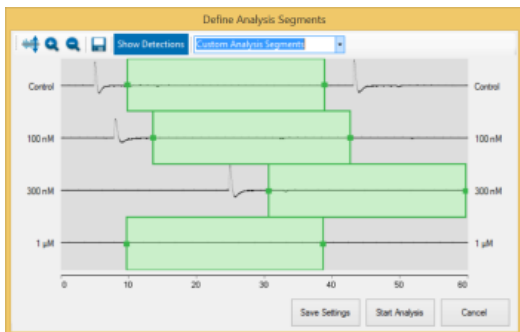 Define Analysis Segments
Show Detections Custom Analysis Segments
Control Control
100 nM 100 nM
300 nM 300 nM
1 µM 1 µM
0 10 20 30 40 50 60
Save Settings Start Analysis Cancel